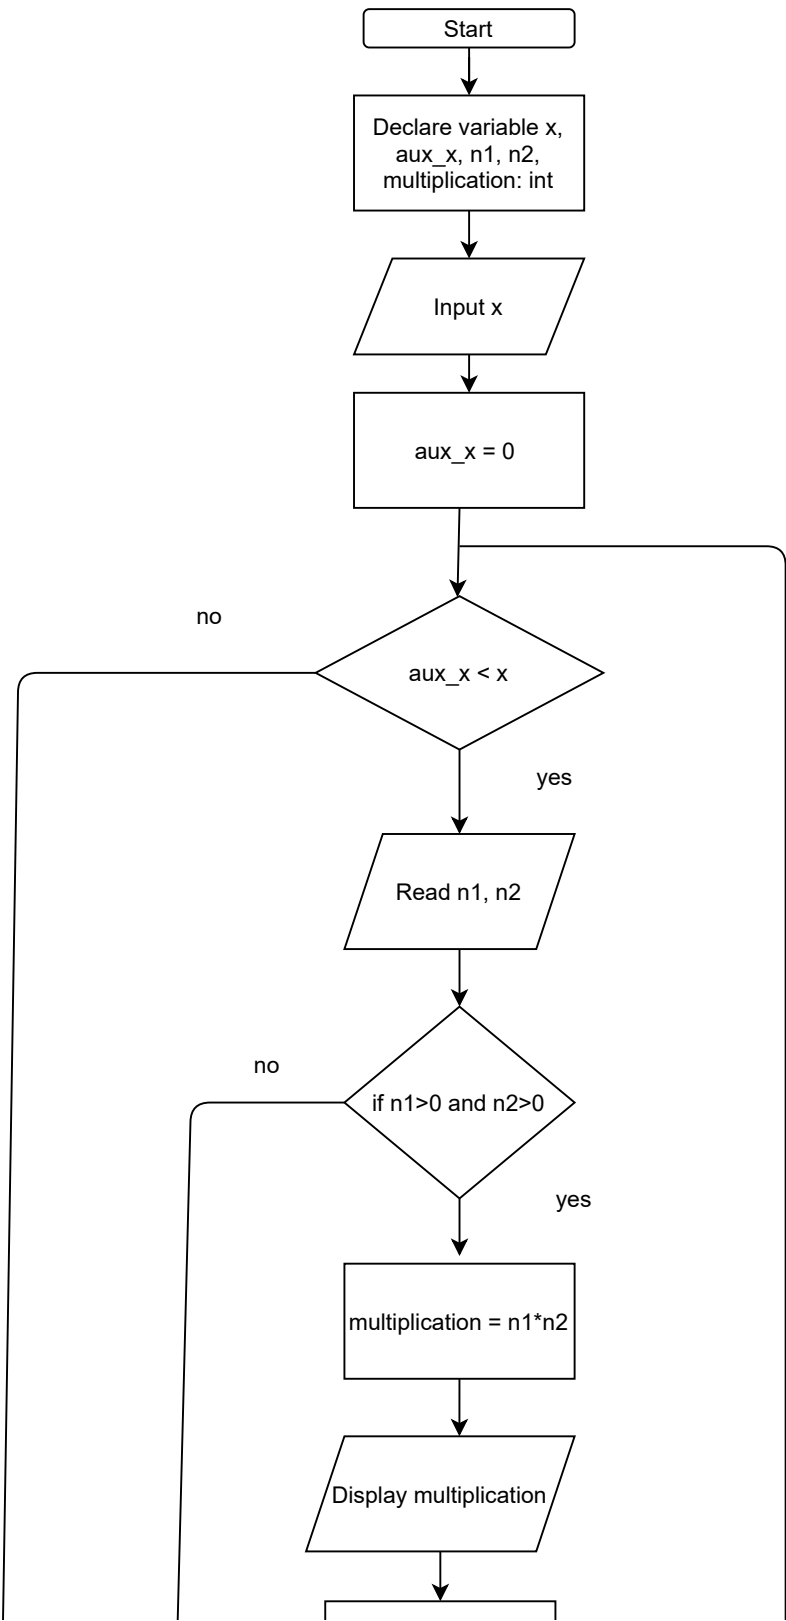 Start
Declare variable x,
aux_x, n1, n2,
multiplication: int
Input x
aux_x = 0
no
aux_x < x
yes
Read n1, n2
no
if n1>0 and n2>0
yes
multiplication = n1*n2
Display multiplication